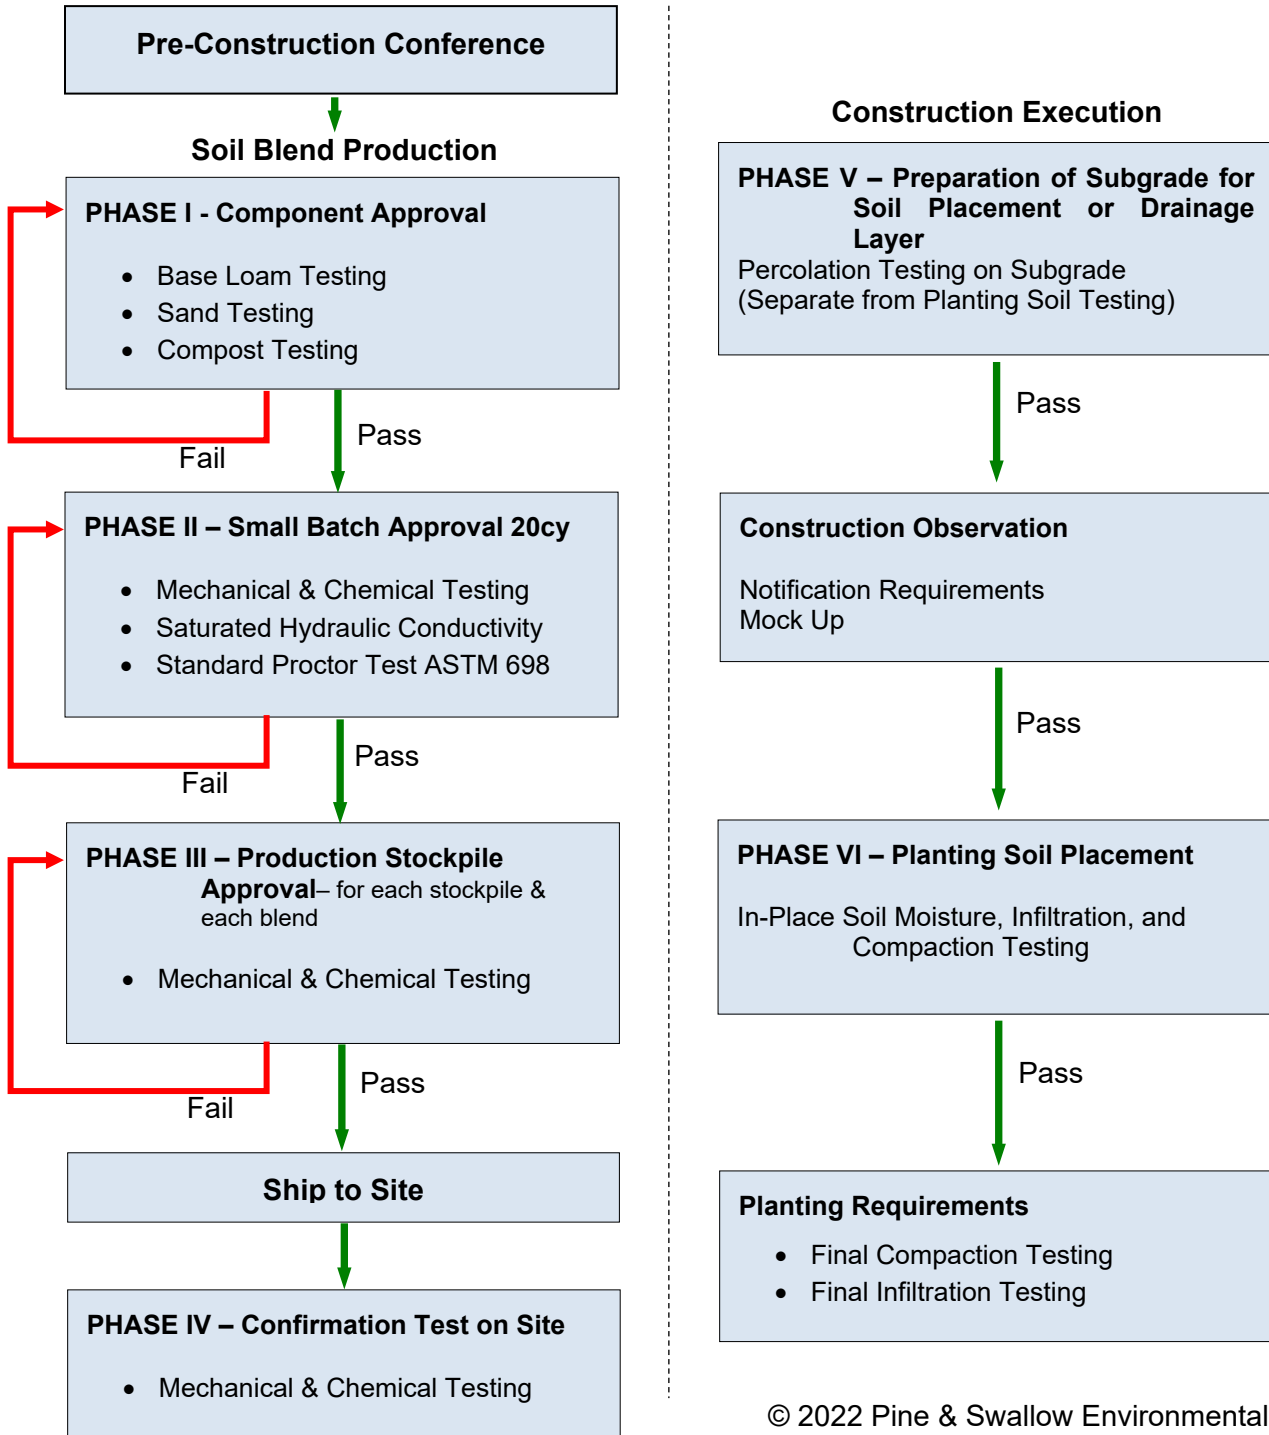 Pre-Construction Conference
Soil Blend Production
PHASE I - Component Approval
• Base Loam Testing
• Sand Testing
• Compost Testing
Pass
Fail
PHASE II – Small Batch Approval 20cy
• Mechanical & Chemical Testing
• Saturated Hydraulic Conductivity
• Standard Proctor Test ASTM 698
Pass
Fail
PHASE III – Production Stockpile
Approval– for each stockpile &
each blend
• Mechanical & Chemical Testing
Pass
Fail
Ship to Site
PHASE IV – Confirmation Test on Site
• Mechanical & Chemical Testing
Construction Execution
PHASE V – Preparation of Subgrade for
Soil Placement or Drainage
Layer
Percolation Testing on Subgrade
(Separate from Planting Soil Testing)
Pass
Construction Observation
Notification Requirements
Mock Up
Pass
PHASE VI – Planting Soil Placement
In-Place Soil Moisture, Infiltration, and
Compaction Testing
Pass
Planting Requirements
• Final Compaction Testing
• Final Infiltration Testing
© 2022 Pine & Swallow Environmental